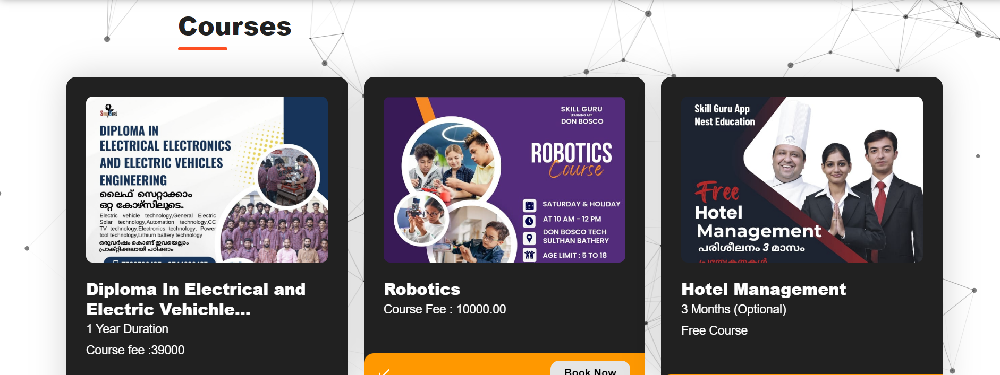 Courses
SKILL GURU
DIPLOMA IN
ELECTRICAL ELECTRONICS
AND ELECTRIC VEHICLES
ENGINEERING
ലൈഫ് സെറ്റാക്കാം
ഒറ്റ കോഴ്സിലൂടെ..
Electric vehicle technology,General Electric
Solar technology,Automation technology,CC
TV technology,Electronics technology, Power
tool technology,Lithium battery technology
ഒരുവർഷം കൊണ്ട് ഇവയെല്ലാം
പ്രാക്റ്റിക്കലായി പഠിക്കാം
Diploma In Electrical and
Electric Vehichle...
1 Year Duration
Course fee :39000
SKILL GURU
LEARNING APP
DON BOSCO
ROBOTICS
Course
SATURDAY & HOLIDAY
AT 10 AM - 12 PM
DON BOSCO TECH
SULTHAN BATHERY
AGE LIMIT : 5 TO 18
Robotics
Course Fee : 10000.00
Book Now
Skill Guru App
Nest Education
Free
Hotel
Management
പരിശീലനം 3 മാസം
പ്രത്യേകതകൾ
Hotel Management
3 Months (Optional)
Free Course